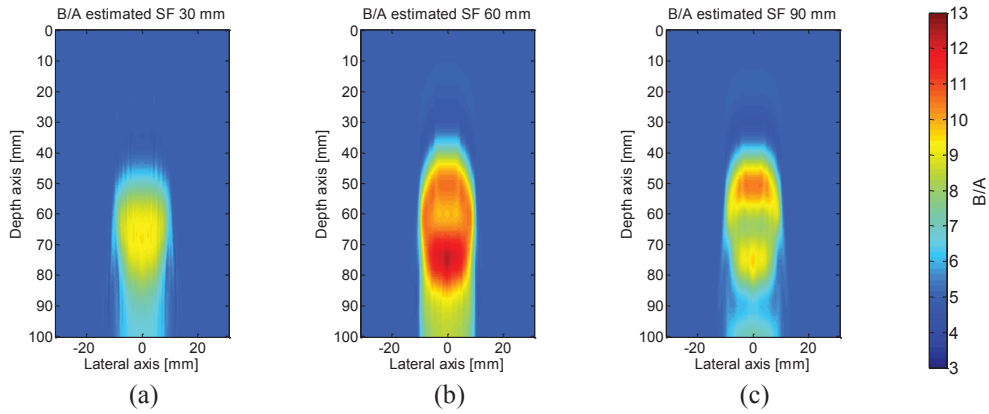 B/A estimated SF 30 mm
0
10
20
30
40
50
60
70
80
90
100
Depth axis [mm]
-20 0 20
Lateral axis [mm]
(a)
B/A estimated SF 60 mm
0
10
20
30
40
50
60
70
80
90
100
Depth axis [mm]
-20 0 20
Lateral axis [mm]
(b)
B/A estimated SF 90 mm
0
10
20
30
40
50
60
70
80
90
100
Depth axis [mm]
-20 0 20
Lateral axis [mm]
(c)
13
12
11
10
9
8
7
6
5
4
3
B/A